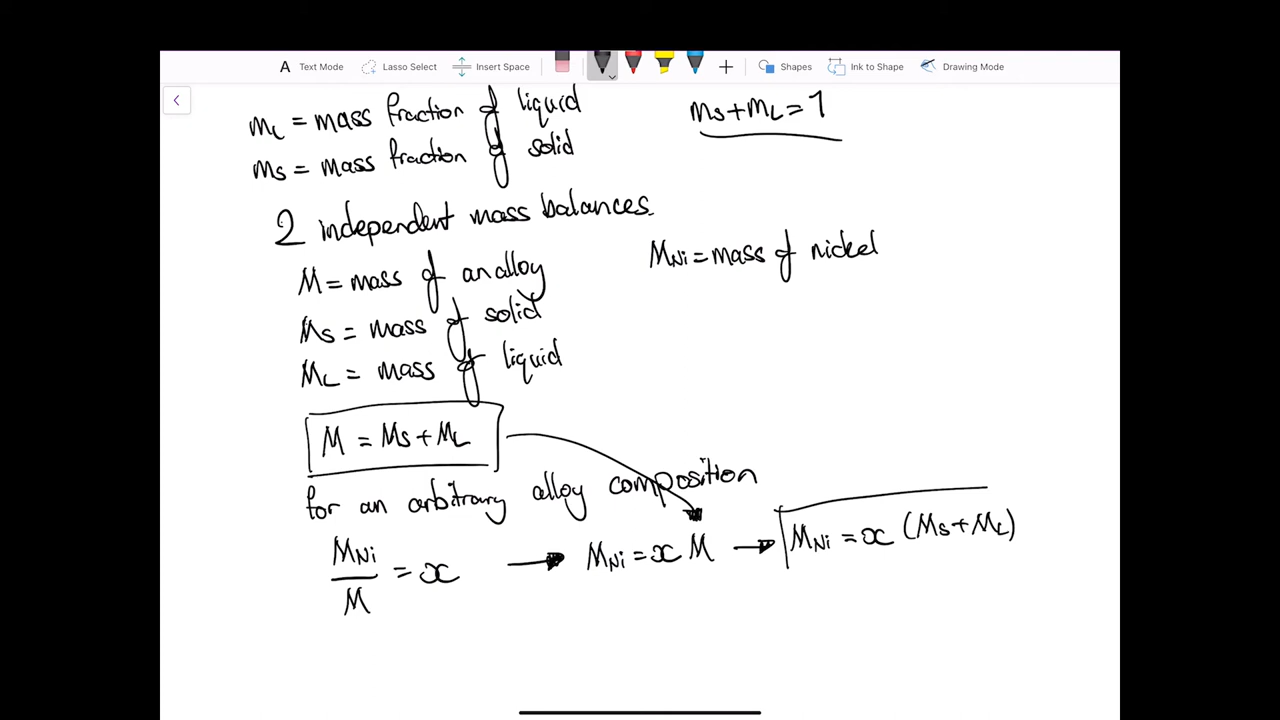 Text Mode Lasso Select Insert Space Shapes Ink to Shape Drawing Mode
mL = mass fraction of liquid
ms + mL = 1
ms = mass fraction of solid
2 independent mass balances.
MNi = mass of nickel
M = mass of an alloy
Ms = mass of solid
ML = mass of liquid
M = Ms + ML
for an arbitrary alloy composition
MNi/M = x → MNi = x M → MNi = x (Ms + ML)